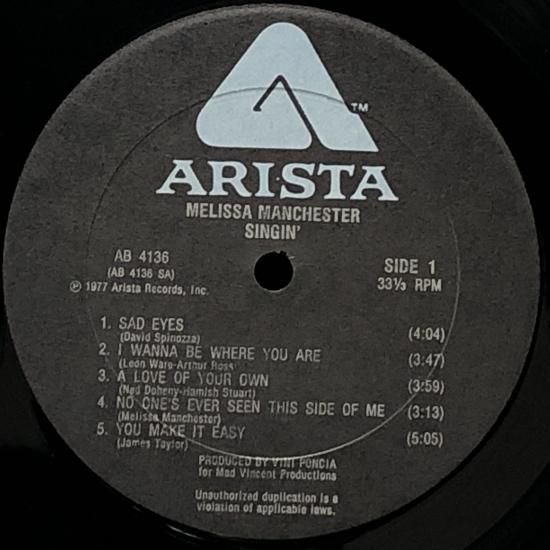 TM
ARISTA
MELISSA MANCHESTER
SINGIN'
AB 4136
(AB 4136 SA)
℗ 1977 Arista Records, Inc.
SIDE 1
33⅓ RPM
1. SAD EYES (4:04)
(David Spinozza)
2. I WANNA BE WHERE YOU ARE (3:47)
(Leon Ware-Arthur Ross)
3. A LOVE OF YOUR OWN (3:59)
(Ned Doheny-Hamish Stuart)
4. NO ONE'S EVER SEEN THIS SIDE OF ME (3:13)
(Melissa Manchester)
5. YOU MAKE IT EASY (5:05)
(James Taylor)
PRODUCED BY VINI PONCIA
for Mad Vincent Productions
Unauthorized duplication is a
violation of applicable laws.